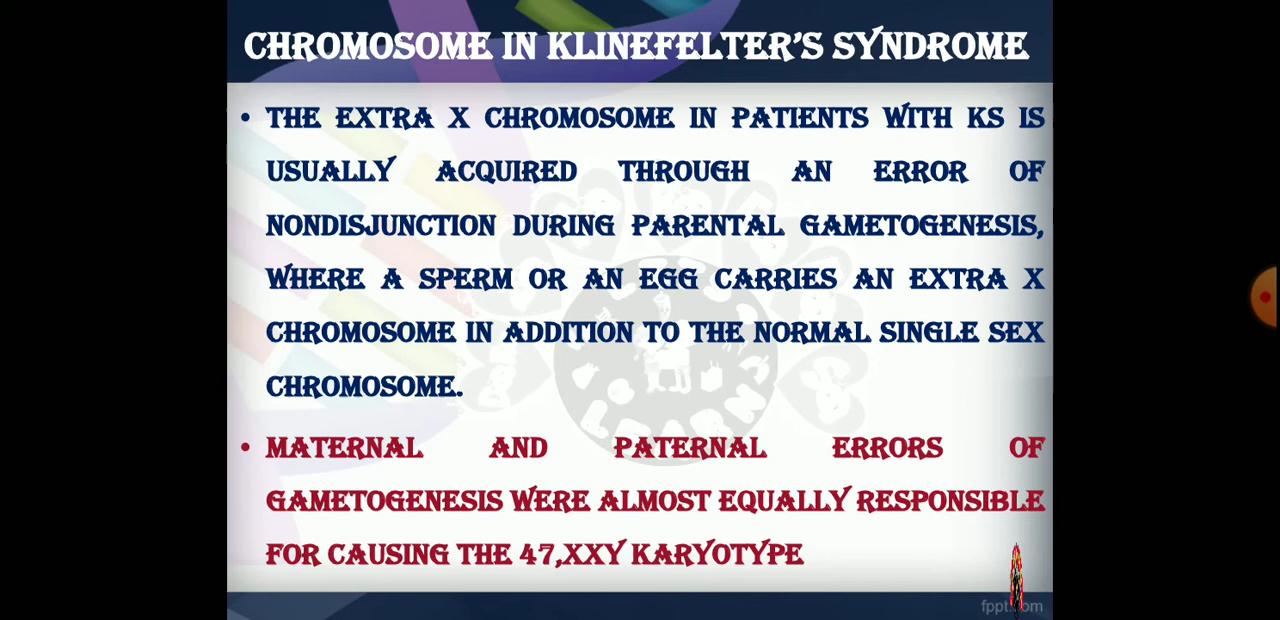 CHROMOSOME IN KLINEFELTER'S SYNDROME
• THE EXTRA X CHROMOSOME IN PATIENTS WITH KS IS
USUALLY ACQUIRED THROUGH AN ERROR OF
NONDISJUNCTION DURING PARENTAL GAMETOGENESIS,
WHERE A SPERM OR AN EGG CARRIES AN EXTRA X
CHROMOSOME IN ADDITION TO THE NORMAL SINGLE SEX
CHROMOSOME.
• MATERNAL AND PATERNAL ERRORS OF
GAMETOGENESIS WERE ALMOST EQUALLY RESPONSIBLE
FOR CAUSING THE 47,XXY KARYOTYPE